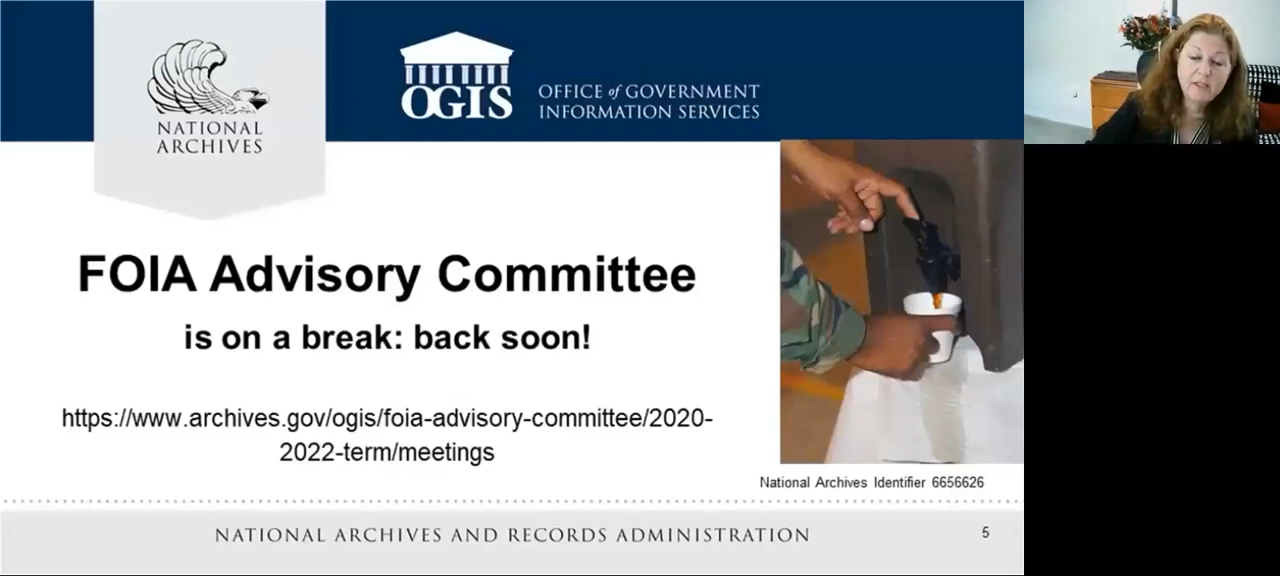 NATIONAL
ARCHIVES
OGIS
OFFICE of GOVERNMENT
INFORMATION SERVICES
FOIA Advisory Committee
is on a break: back soon!
https://www.archives.gov/ogis/foia-advisory-committee/2020-
2022-term/meetings
National Archives Identifier 6656626
NATIONAL ARCHIVES AND RECORDS ADMINISTRATION
5